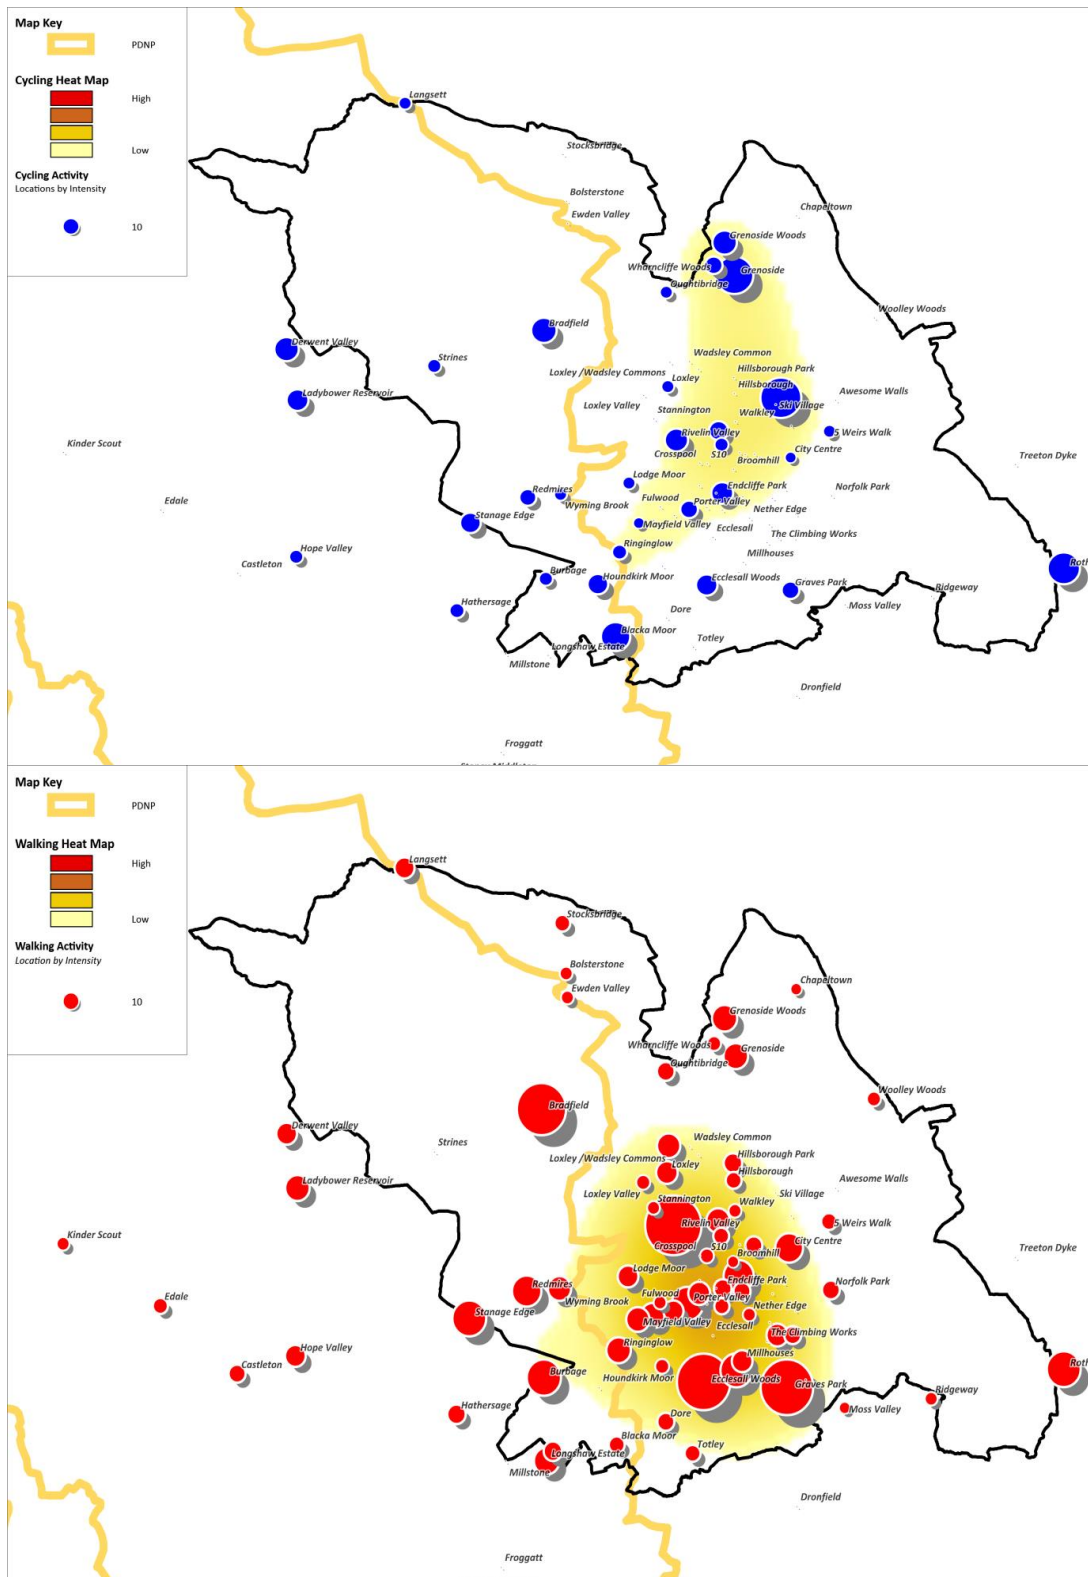 Map Key
PDNP
Cycling Heat Map
High
Low
Cycling Activity
Locations by Intensity
10
Langsett
Stocksbridge
Bolsterstone
Ewden Valley
Chapeltown
Grenoside Woods
Wharncliffe Woods
Grenoside
Oughtibridge
Woolley Woods
Bradfield
Derwent Valley
Strines
Wadsley Common
Loxley /Wadsley Commons
Loxley
Hillsborough Park
Hillsborough
Awesome Walls
Ladybower Reservoir
Loxley Valley
Stannington
Walkley
Ski Village
Rivelin Valley
5 Weirs Walk
Kinder Scout
Crosspool
S10
Broomhill
City Centre
Treeton Dyke
Lodge Moor
Endcliffe Park
Norfolk Park
Edale
Redmires
Wyming Brook
Fulwood
Porter Valley
Nether Edge
Stanage Edge
Mayfield Valley
Ecclesall
The Climbing Works
Hope Valley
Castleton
Ringinglow
Millhouses
Burbage
Houndkirk Moor
Ecclesall Woods
Graves Park
Roth
Ridgeway
Hathersage
Dore
Moss Valley
Blacka Moor
Longshaw Estate
Totley
Millstone
Dronfield
Froggatt
Map Key
PDNP
Walking Heat Map
High
Low
Walking Activity
Location by Intensity
10
Langsett
Stocksbridge
Bolsterstone
Ewden Valley
Chapeltown
Grenoside Woods
Wharncliffe Woods
Grenoside
Oughtibridge
Woolley Woods
Bradfield
Derwent Valley
Strines
Wadsley Common
Loxley /Wadsley Commons
Hillsborough Park
Loxley
Hillsborough
Awesome Walls
Ladybower Reservoir
Loxley Valley
Stannington
Walkley
Ski Village
Rivelin Valley
5 Weirs Walk
Kinder Scout
Crosspool
S10
Broomhill
City Centre
Treeton Dyke
Lodge Moor
Endcliffe Park
Norfolk Park
Edale
Redmires
Wyming Brook
Fulwood
Porter Valley
Nether Edge
Stanage Edge
Mayfield Valley
Ecclesall
The Climbing Works
Hope Valley
Castleton
Ringinglow
Millhouses
Burbage
Houndkirk Moor
Ecclesall Woods
Graves Park
Roth
Ridgeway
Hathersage
Dore
Moss Valley
Blacka Moor
Longshaw Estate
Totley
Millstone
Dronfield
Froggatt